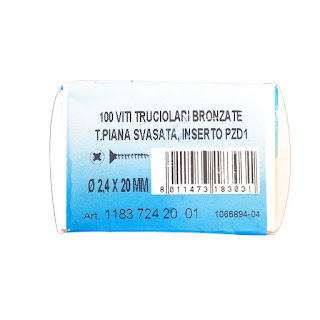 100 VITI TRUCIOLARI BRONZATE
T.PIANA SVASATA, INSERTO PZD1
Ø 2,4 X 20 MM
8 011473 183031
Art. 1183 724 20 01
1086894-04